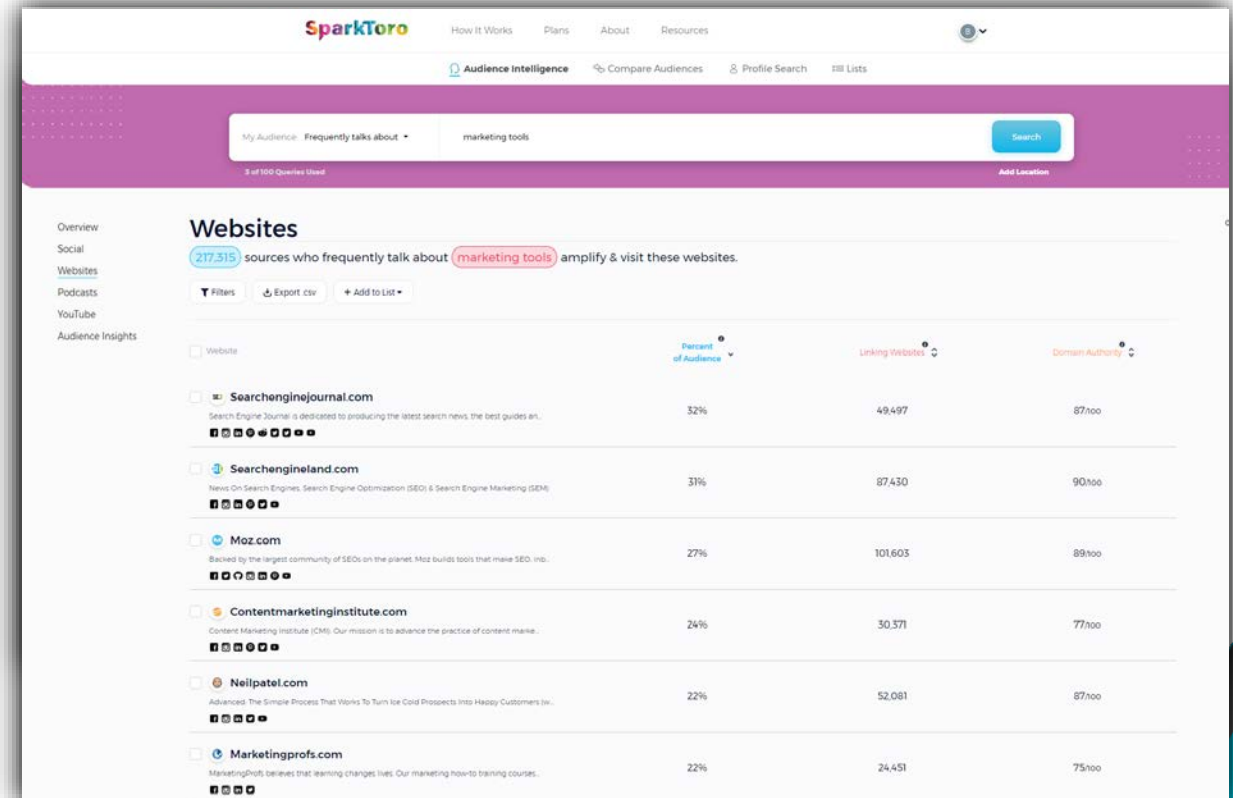 SparkToro How It Works Plans About Resources B
Audience Intelligence Compare Audiences Profile Search Lists
My Audience: Frequently talks about marketing tools Search
3 of 100 Queries Used Add Location
Overview
Social
Websites
Podcasts
YouTube
Audience Insights
Websites
217,315 sources who frequently talk about marketing tools amplify & visit these websites.
Filters Export .csv + Add to List
Website Percent of Audience Linking Websites Domain Authority
Searchenginejournal.com 32% 49,497 87/100
Search Engine Journal is dedicated to producing the latest search news, the best guides an...
Searchengineland.com 31% 87,430 90/100
News On Search Engines, Search Engine Optimization (SEO) & Search Engine Marketing (SEM)
Moz.com 27% 101,603 89/100
Backed by the largest community of SEOs on the planet, Moz builds tools that make SEO, inb...
Contentmarketinginstitute.com 24% 30,371 77/100
Content Marketing Institute (CMI): Our mission is to advance the practice of content marke...
Neilpatel.com 22% 52,081 87/100
Advanced: The Simple Process That Works To Turn Ice Cold Prospects Into Happy Customers (w...
Marketingprofs.com 22% 24,451 75/100
MarketingProfs believes that learning changes lives. Our marketing how-to training courses...